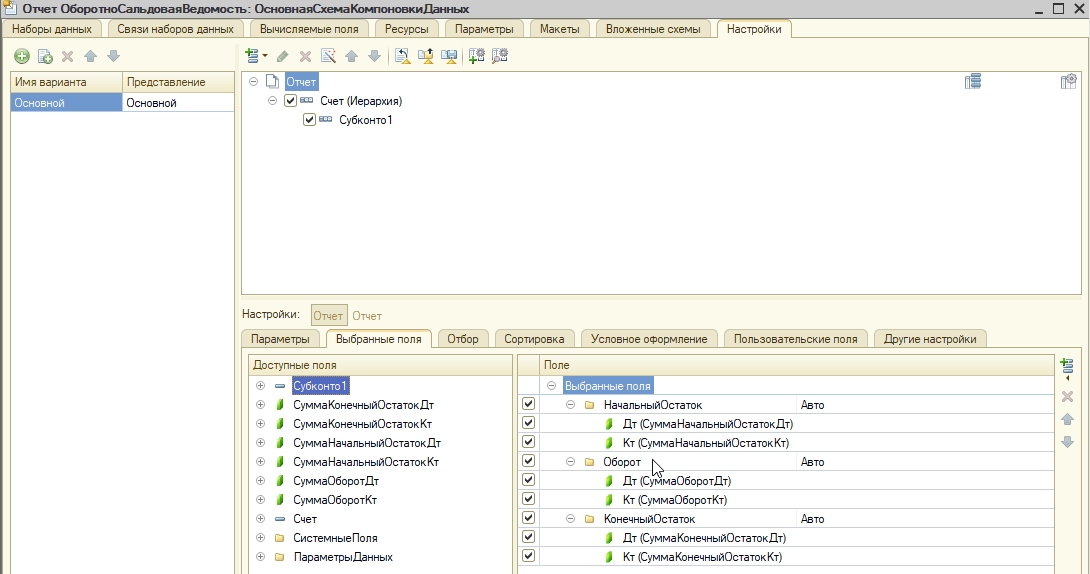 Отчет ОборотноСальдоваяВедомость: ОсновнаяСхемаКомпоновкиДанных
Наборы данных Связи наборов данных Вычисляемые поля Ресурсы Параметры Макеты Вложенные схемы Настройки
Имя варианта Представление
Основной Основной
Отчет
Счет (Иерархия)
Субконто1
Настройки: Отчет Отчет
Параметры Выбранные поля Отбор Сортировка Условное оформление Пользовательские поля Другие настройки
Доступные поля
Субконто1
СуммаКонечныйОстатокДт
СуммаКонечныйОстатокКт
СуммаНачальныйОстатокДт
СуммаНачальныйОстатокКт
СуммаОборотДт
СуммаОборотКт
Счет
СистемныеПоля
ПараметрыДанных
Поле
Выбранные поля
НачальныйОстаток Авто
Дт (СуммаНачальныйОстатокДт)
Кт (СуммаНачальныйОстатокКт)
Оборот Авто
Дт (СуммаОборотДт)
Кт (СуммаОборотКт)
КонечныйОстаток Авто
Дт (СуммаКонечныйОстатокДт)
Кт (СуммаКонечныйОстатокКт)